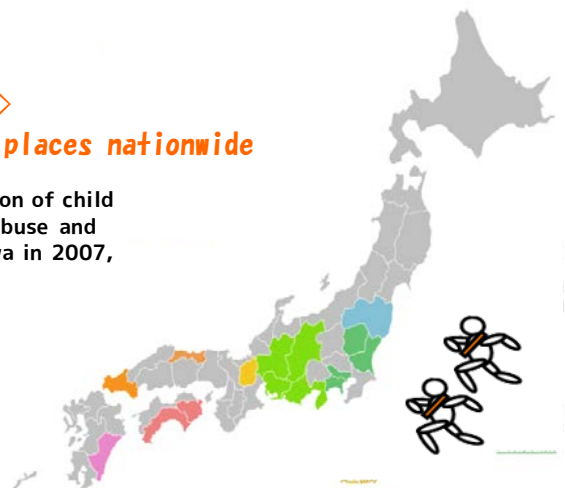 places nationwide
on of child
buse and
a in 2007,